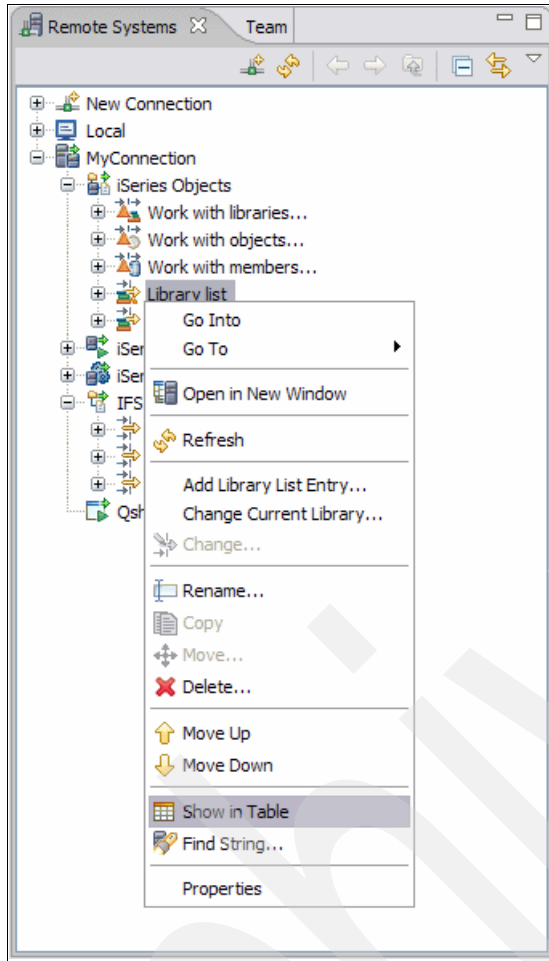 Remote Systems Team
New Connection
Local
MyConnection
iSeries Objects
Work with libraries...
Work with objects...
Work with members...
Library list
Go Into
iSer
Go To
iSer
Open in New Window
IFS
Refresh
Add Library List Entry...
Qsh
Change Current Library...
Change...
Rename...
Copy
Move...
Delete...
Move Up
Move Down
Show in Table
Find String...
Properties